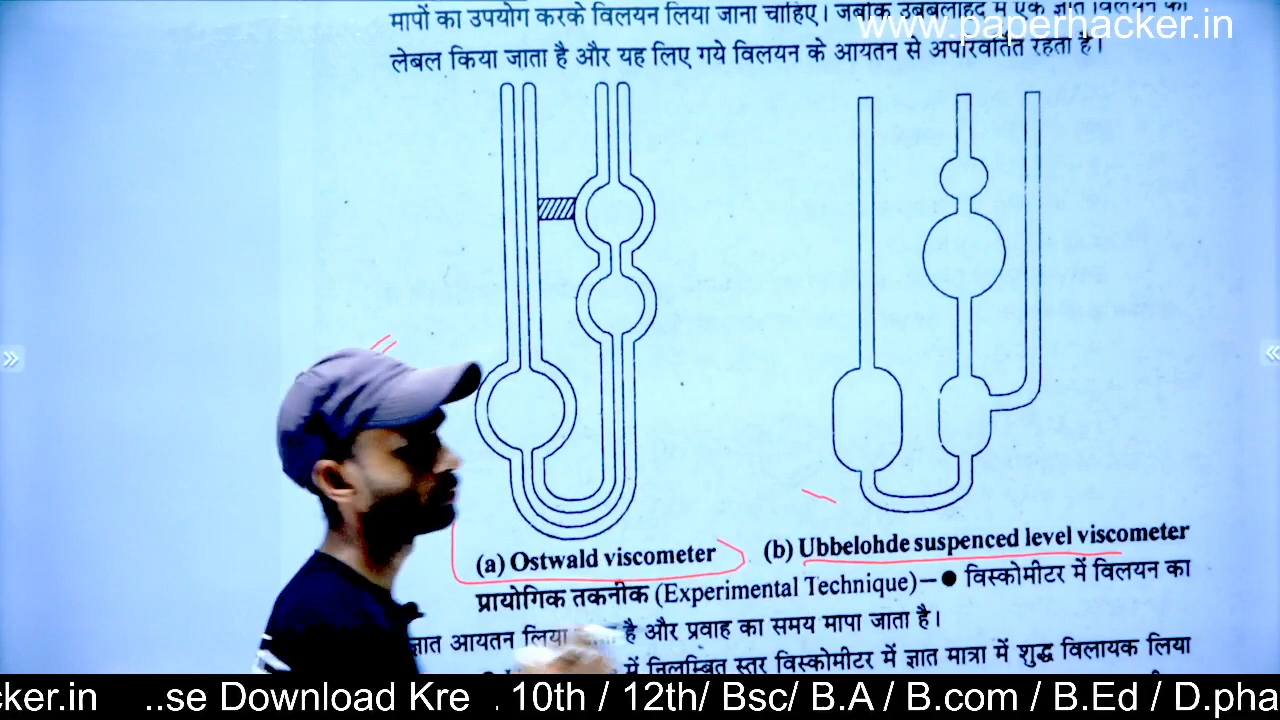 मापों का उपयोग करके विलयन लिया जाना चाहिए। जबकि उबबलाहद में एक ज्ञात विलयन का
www.paperhacker.in
लेबल किया जाता है और यह लिए गये विलयन के आयतन से अपरिवर्तित रहता है।
(a) Ostwald viscometer
(b) Ubbelohde suspenced level viscometer
प्रायोगिक तकनीक (Experimental Technique)—● विस्कोमीटर में विलयन का
ज्ञात आयतन लिया है और प्रवाह का समय मापा जाता है।
में निलम्बित स्तर विस्कोमीटर में ज्ञात मात्रा में शुद्ध विलायक लिया
cker.in ..se Download Kre . 10th / 12th/ Bsc/ B.A / B.com / B.Ed / D.pha